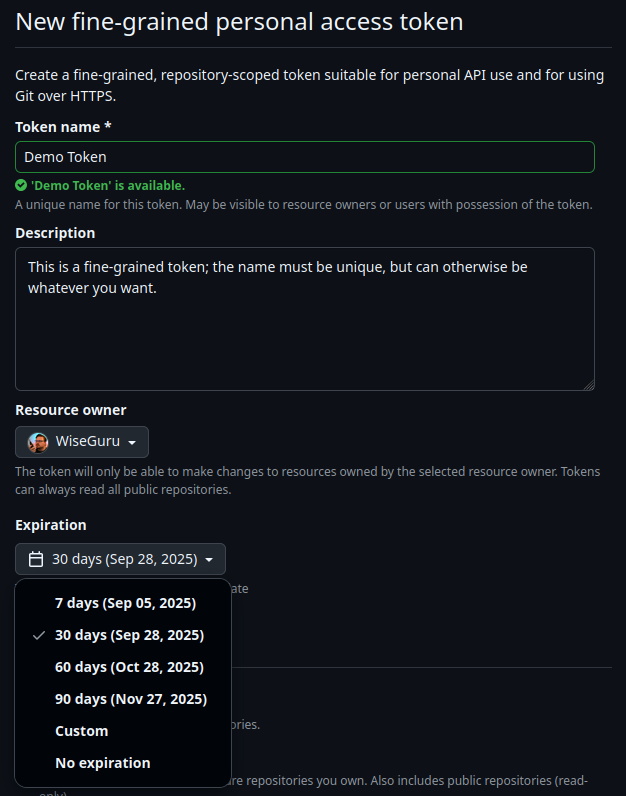 New fine-grained personal access token
Create a fine-grained, repository-scoped token suitable for personal API use and for using
Git over HTTPS.
Token name *
Demo Token
'Demo Token' is available.
A unique name for this token. May be visible to resource owners or users with possession of the token.
Description
This is a fine-grained token; the name must be unique, but can otherwise be
whatever you want.
Resource owner
WiseGuru
The token will only be able to make changes to resources owned by the selected resource owner. Tokens
can always read all public repositories.
Expiration
30 days (Sep 28, 2025)
ate
7 days (Sep 05, 2025)
30 days (Sep 28, 2025)
60 days (Oct 28, 2025)
90 days (Nov 27, 2025)
ories.
Custom
No expiration
re repositories you own. Also includes public repositories (read-
only)